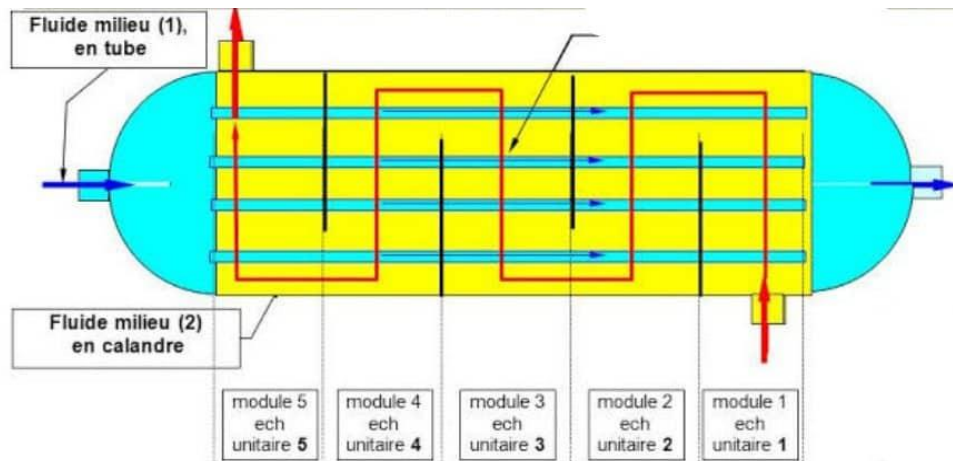 Fluide milieu (1),
en tube
Fluide milieu (2)
en calandre
module 5
ech
unitaire 5
module 4
ech
unitaire 4
module 3
ech
unitaire 3
module 2
ech
unitaire 2
module 1
ech
unitaire 1